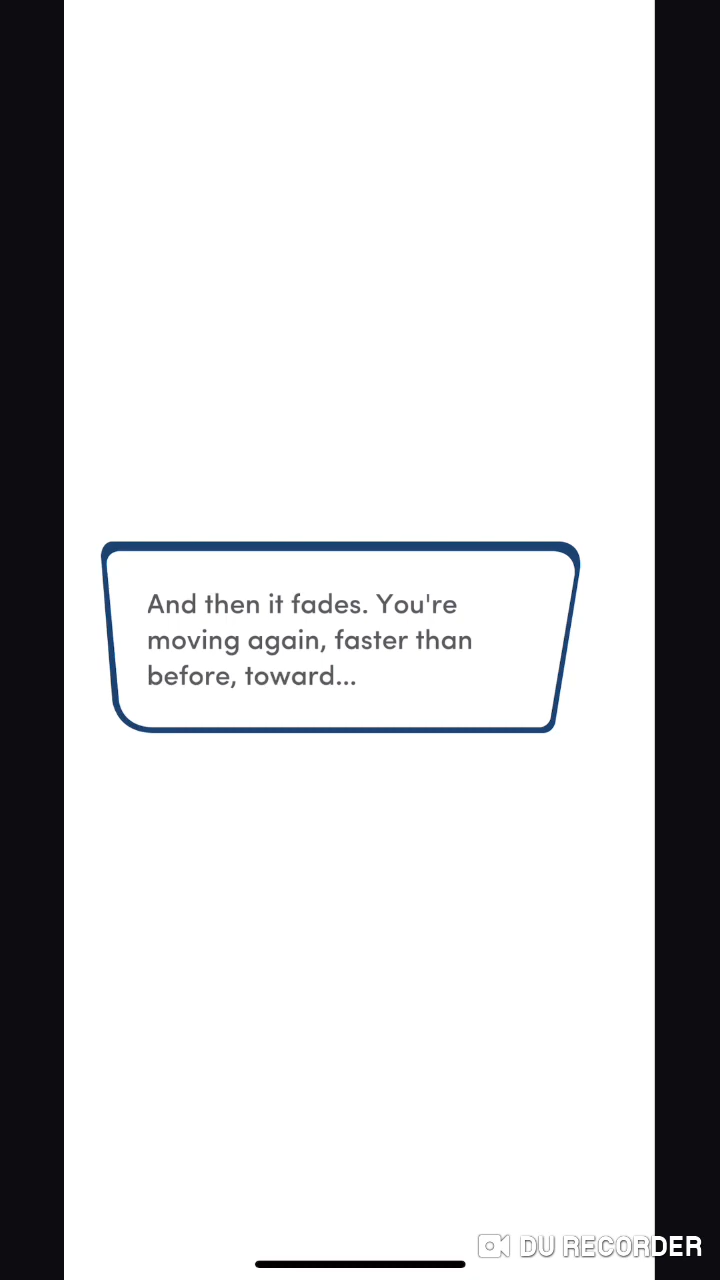 And then it fades. You're
moving again, faster than
before, toward...
DU RECORDER